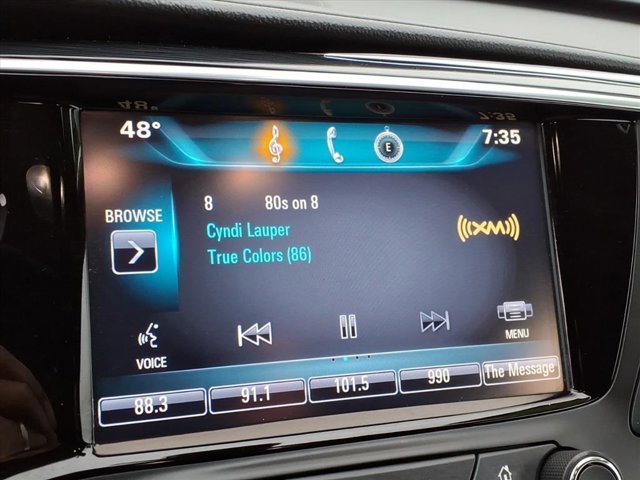 48° 7:35
E
8 80s on 8
BROWSE
Cyndi Lauper
True Colors (86)
((XM))
VOICE
MENU
88.3 91.1 101.5 990 The Message